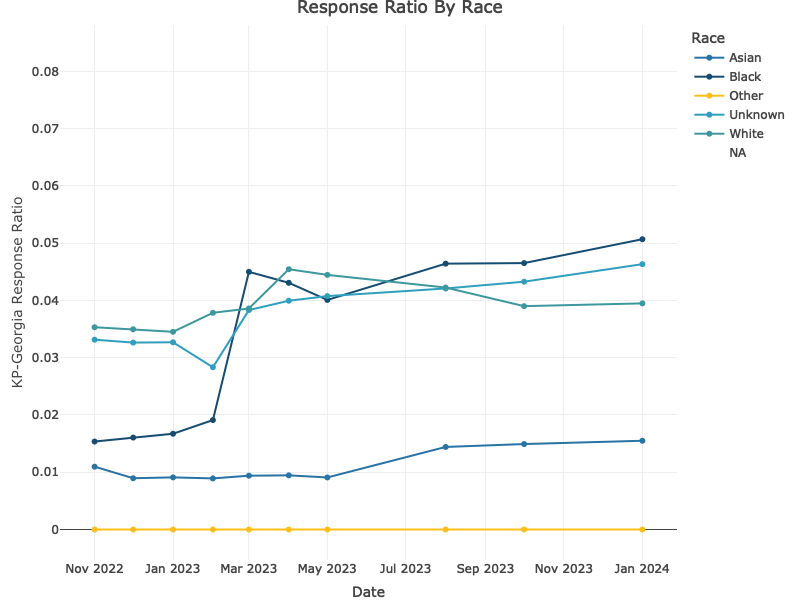 Response Ratio By Race
Race
Asian
Black
Other
Unknown
White
NA
KP-Georgia Response Ratio
0.08
0.07
0.06
0.05
0.04
0.03
0.02
0.01
0
Nov 2022 Jan 2023 Mar 2023 May 2023 Jul 2023 Sep 2023 Nov 2023 Jan 2024
Date